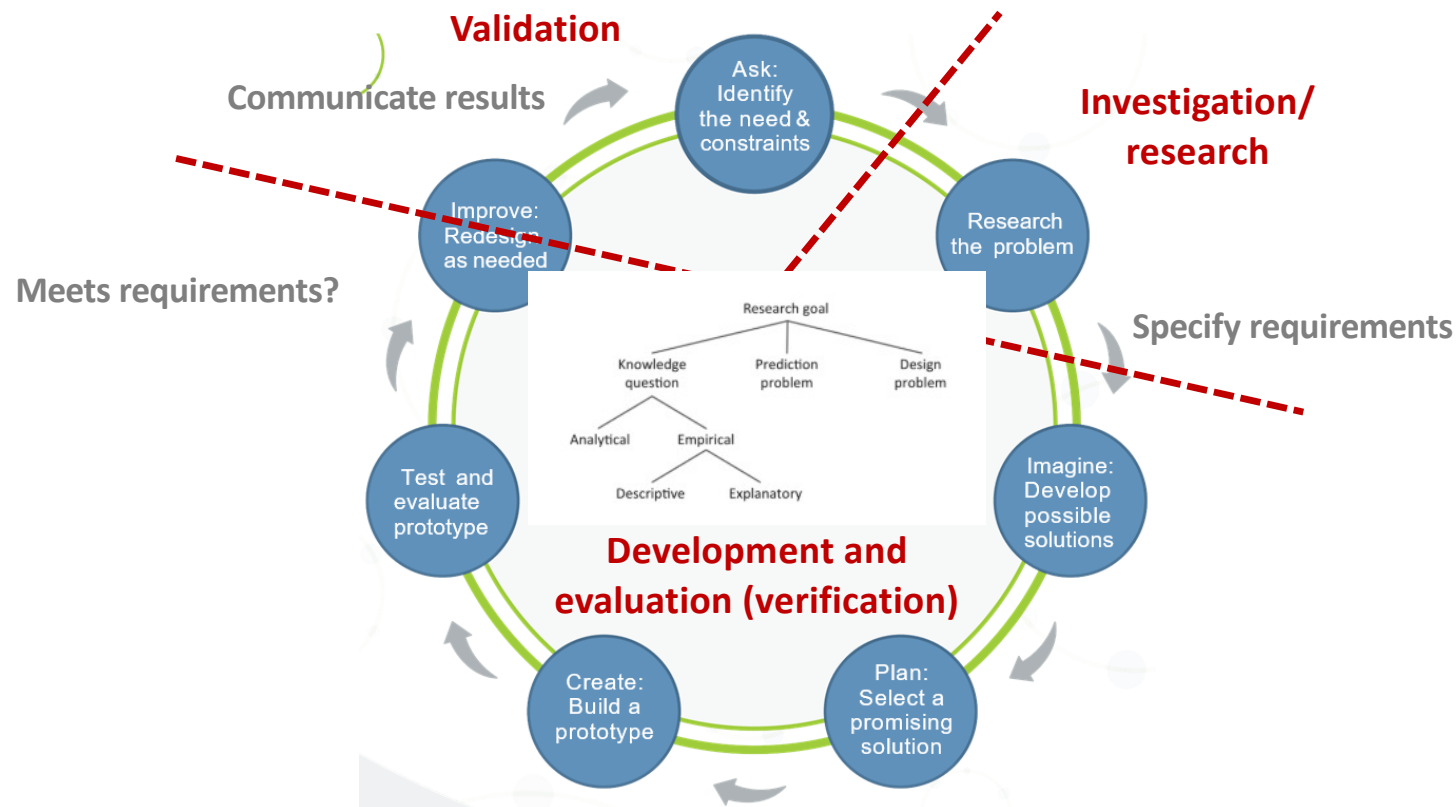 Validation
Communicate results
Ask:
Identify
the need &
constraints
Investigation/
research
Improve:
Redesign
as needed
Research
the problem
Meets requirements?
Specify requirements
Research goal
Knowledge
question
Prediction
problem
Design
problem
Analytical
Empirical
Descriptive
Explanatory
Test and
evaluate
prototype
Imagine:
Develop
possible
solutions
Development and
evaluation (verification)
Create:
Build a
prototype
Plan:
Select a
promising
solution